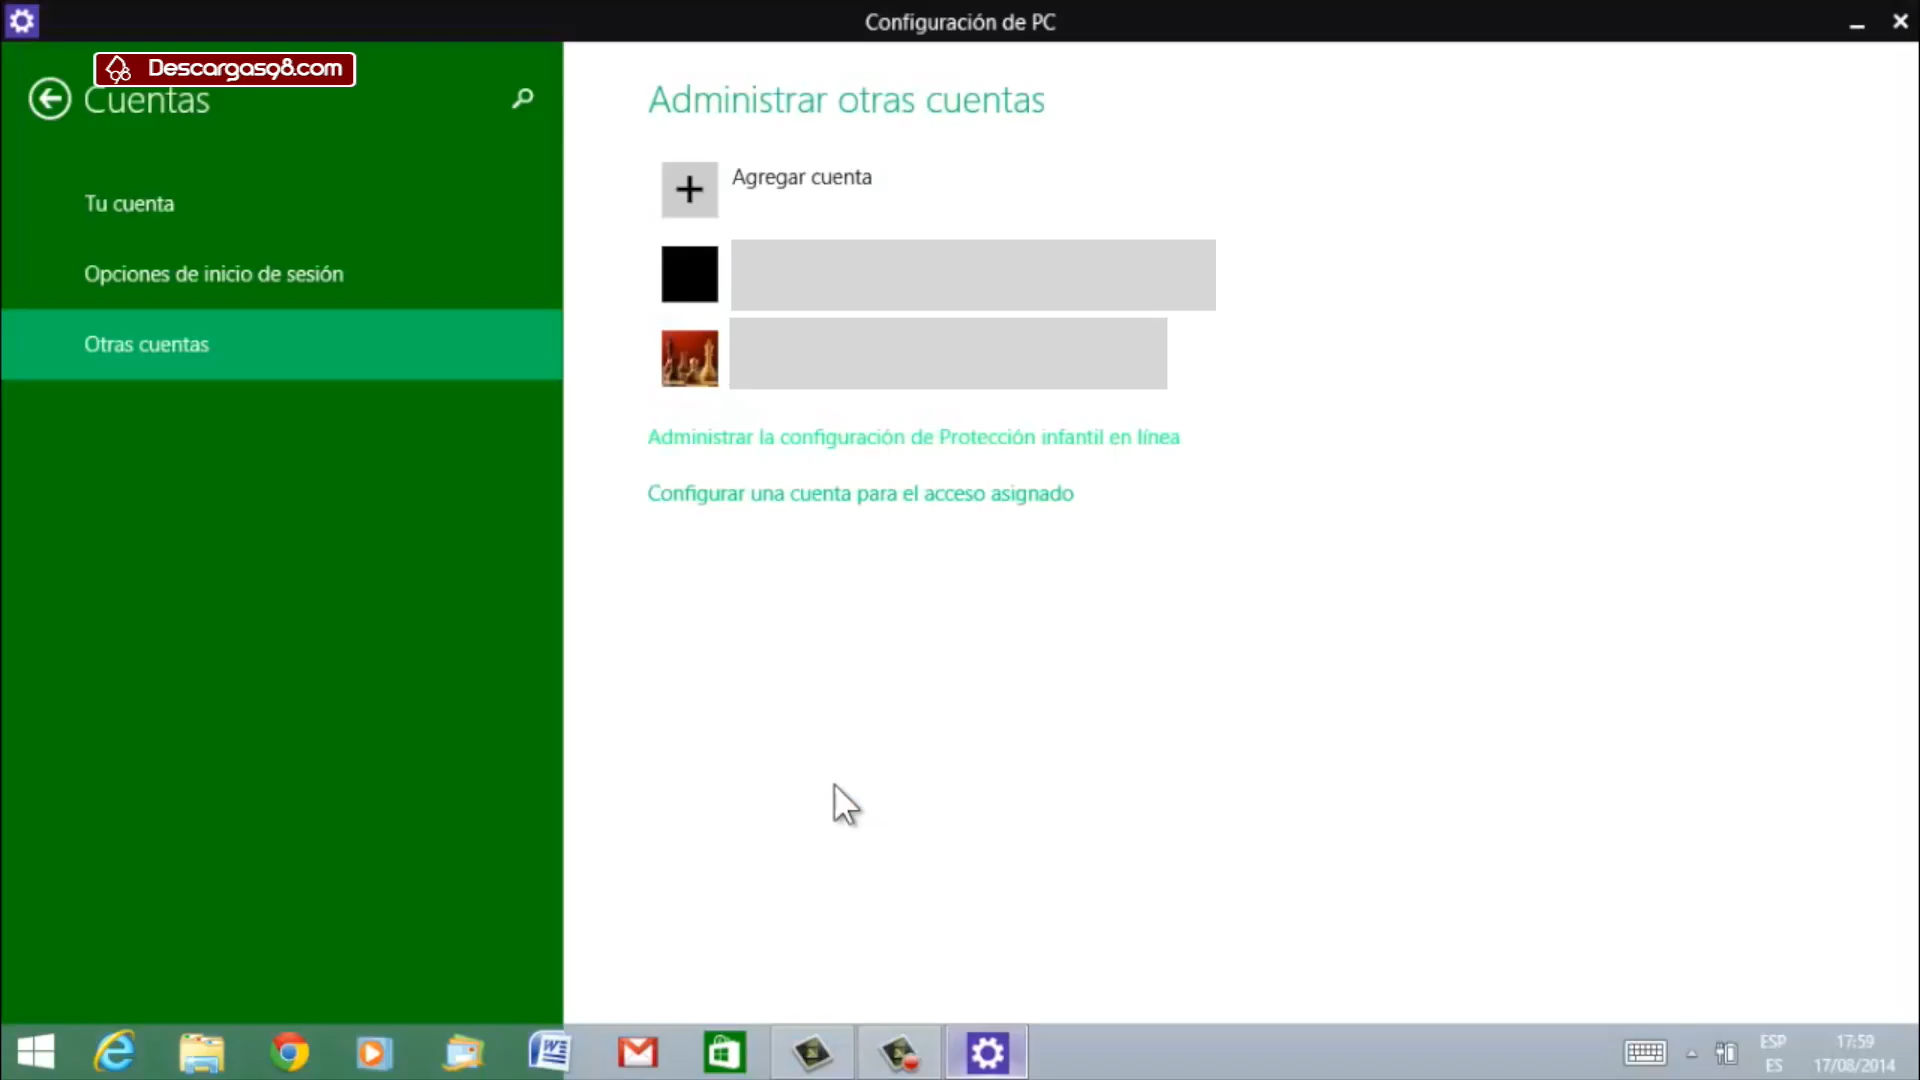 Configuración de PC
98 Descargas98.com
Cuentas
Tu cuenta
Opciones de inicio de sesión
Otras cuentas
Administrar otras cuentas
Agregar cuenta
Administrar la configuración de Protección infantil en línea
Configurar una cuenta para el acceso asignado
ESP
ES
17:59
17/08/2014